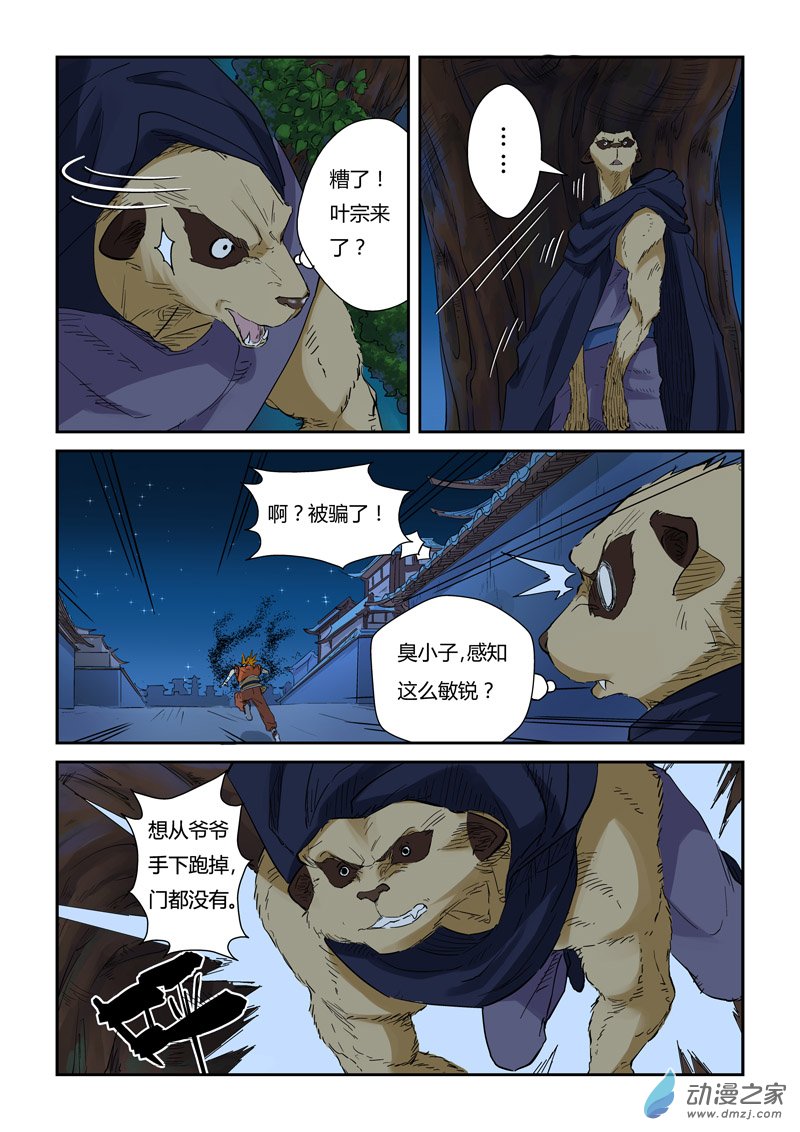 糟了！
叶宗来
了？
……
啊？被骗了！
臭小子，感知
这么敏锐？
想从爷爷
手下跑掉，
门都没有。
动漫之家
www.dmzj.com